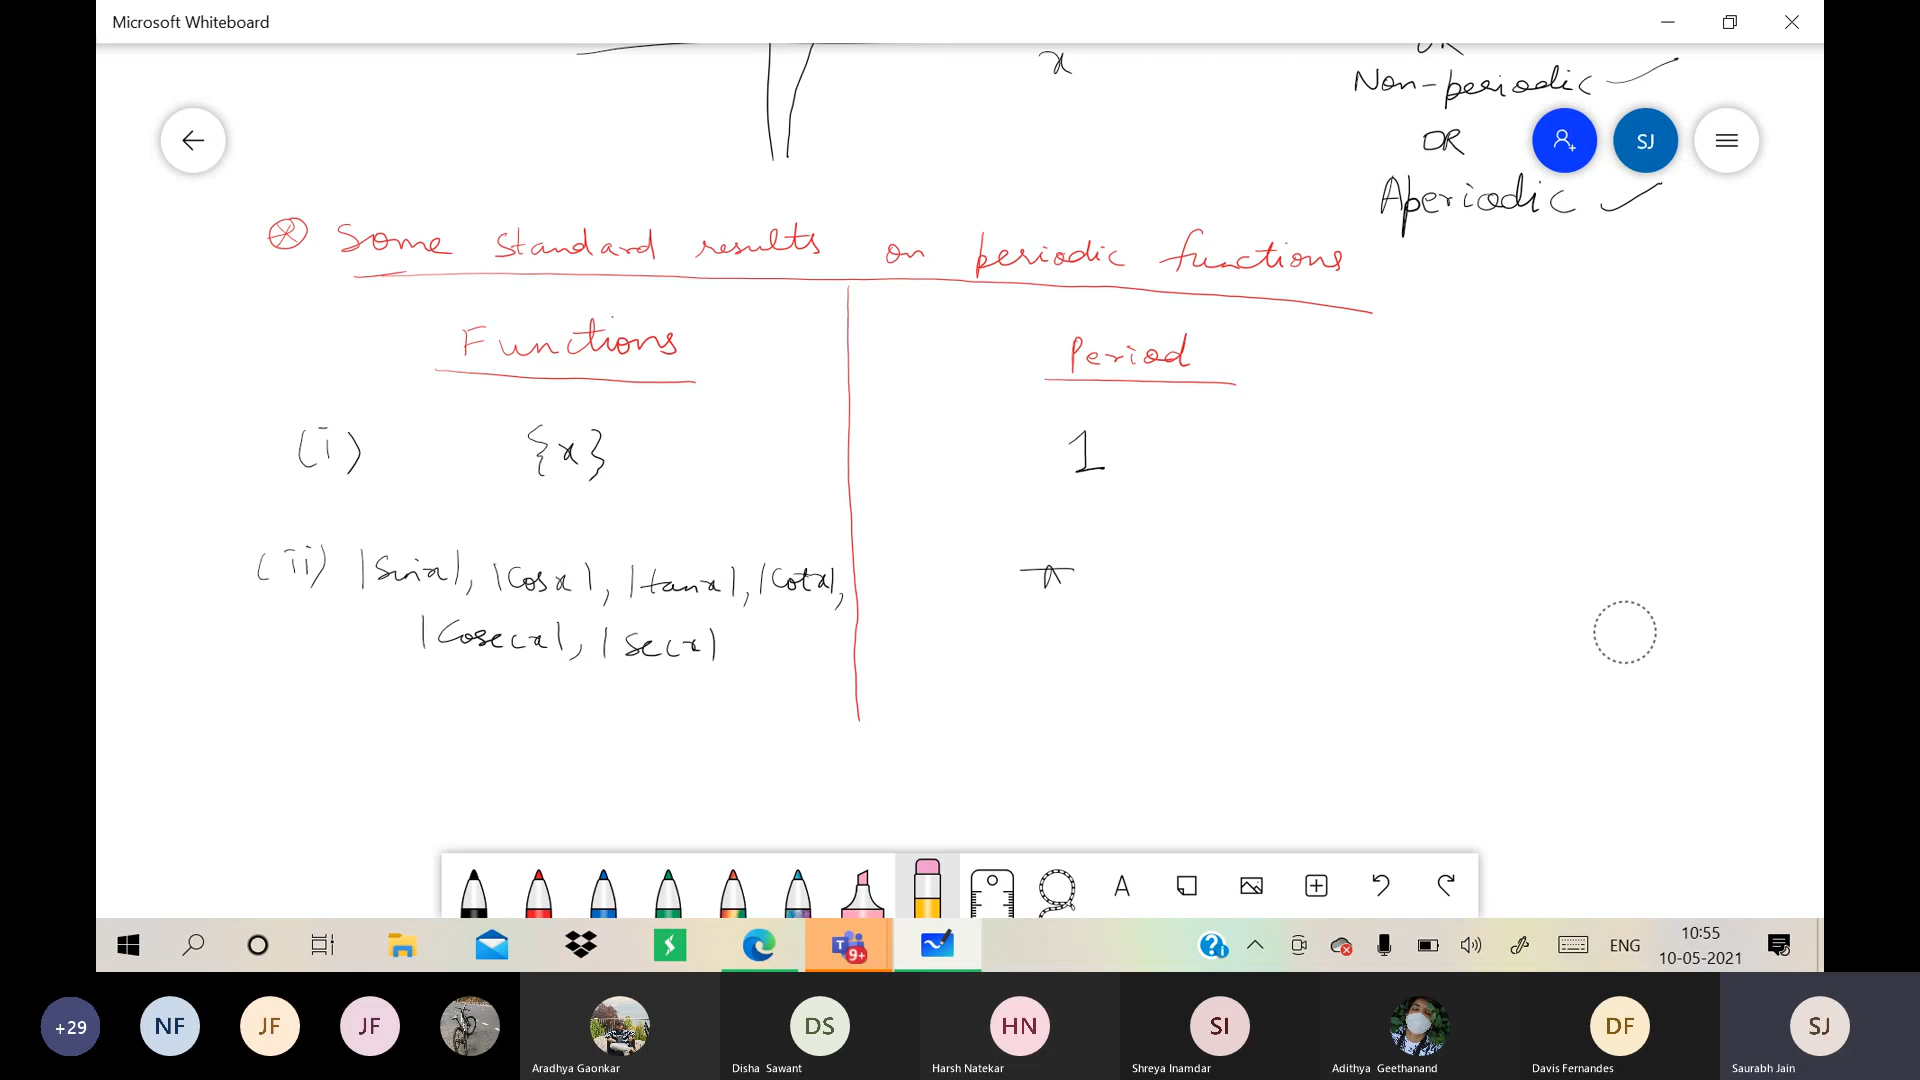 Microsoft Whiteboard
x
OR
Non-periodic
OR
SJ
Aperiodic
Some standard results on periodic functions
Functions
Period
(i) {x}
1
(ii) |Sinx|, |Cosx|, |tanx|, |Cotx|,
π
|Cosecx|, |Secx|
A
T
9+
ENG
10:55
10-05-2021
+29
NF
JF
JF
DS
HN
SI
DF
SJ
Aradhya Gaonkar
Disha Sawant
Harsh Natekar
Shreya Inamdar
Adithya Geethanand
Davis Fernandes
Saurabh Jain